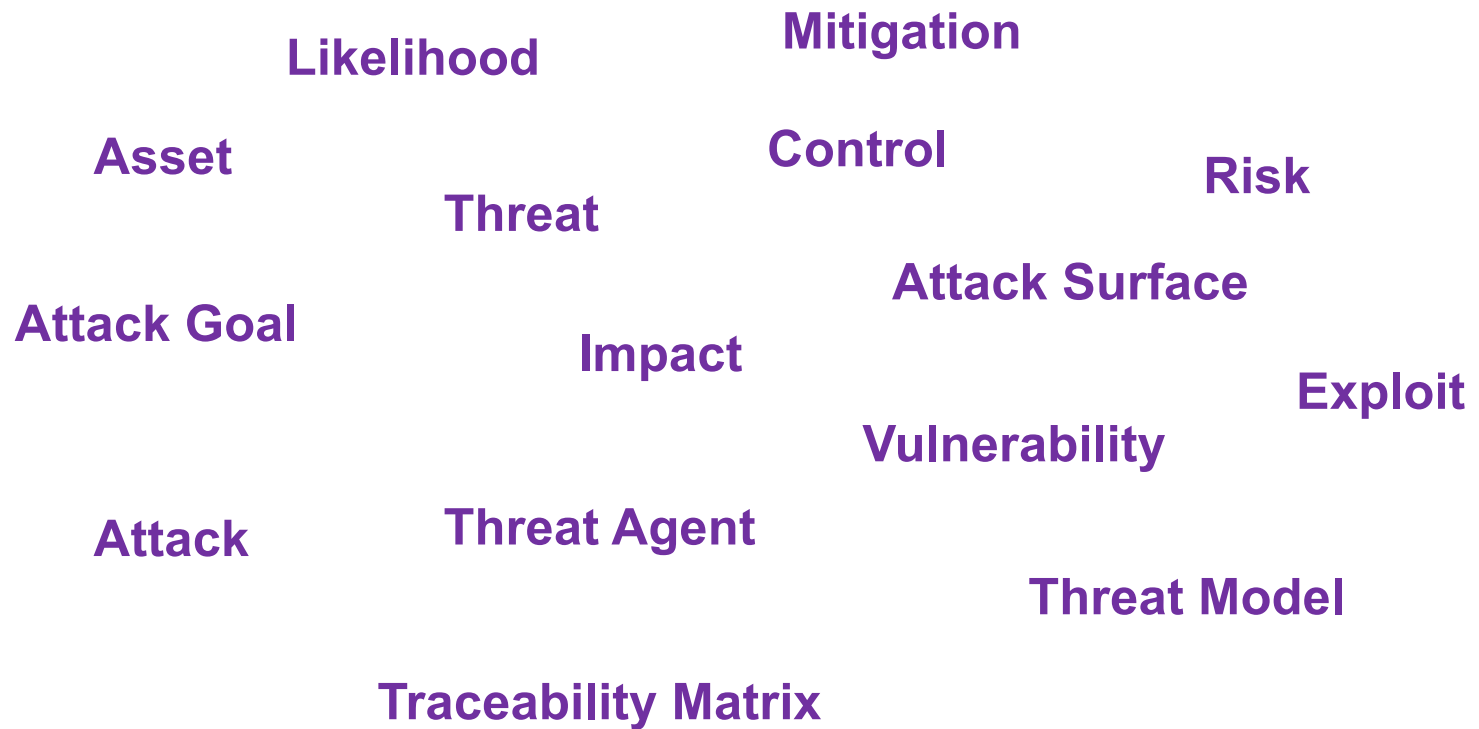 Mitigation
Likelihood
Control
Asset
Risk
Threat
Attack Surface
Attack Goal
Impact
Exploit
Vulnerability
Threat Agent
Attack
Threat Model
Traceability Matrix